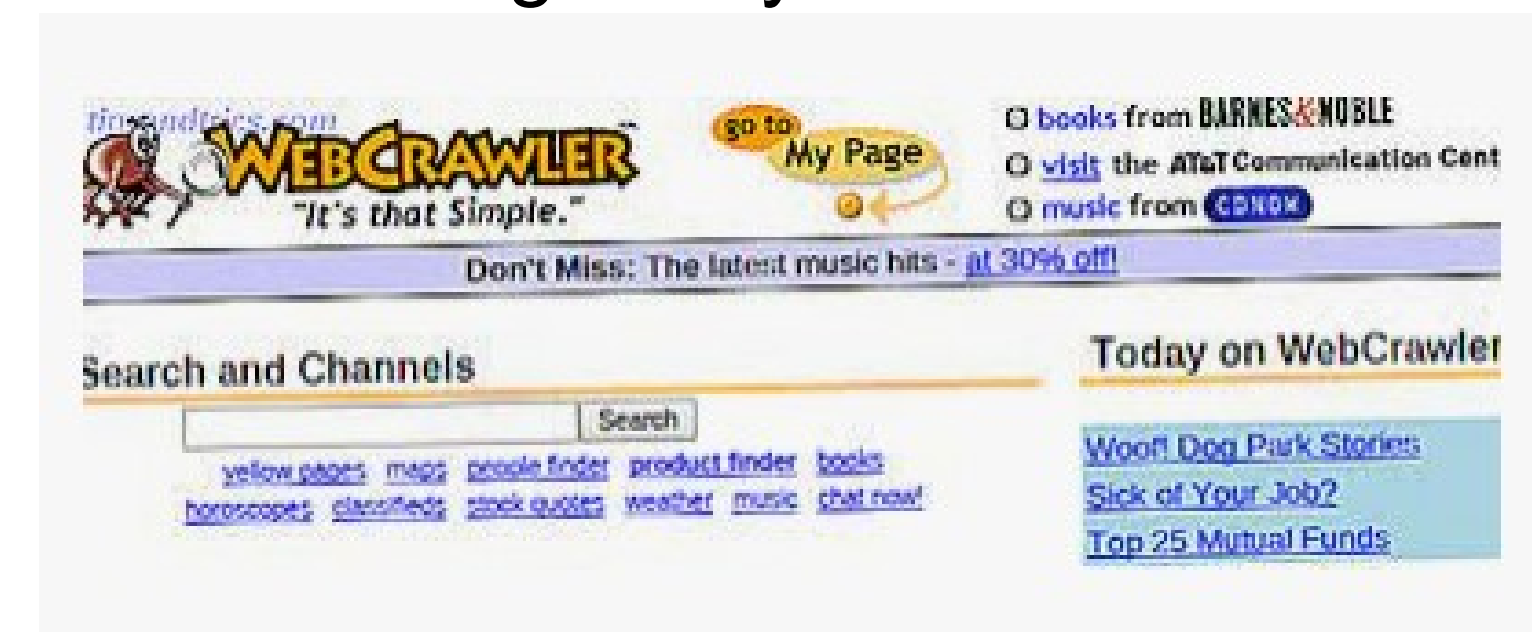 tipsandtrics.com
WEBCRAWLER
"It's that Simple."
go to
My Page
books from BARNES&NOBLE
visit the AT&T Communication Cent
music from CDNOW
Don't Miss: The latest music hits - at 30% off!
Search and Channels
Search
yellow pages maps people finder product finder books
horoscopes classifieds stock quotes weather music chat now!
Today on WebCrawler
Woof! Dog Park Stories
Sick of Your Job?
Top 25 Mutual Funds